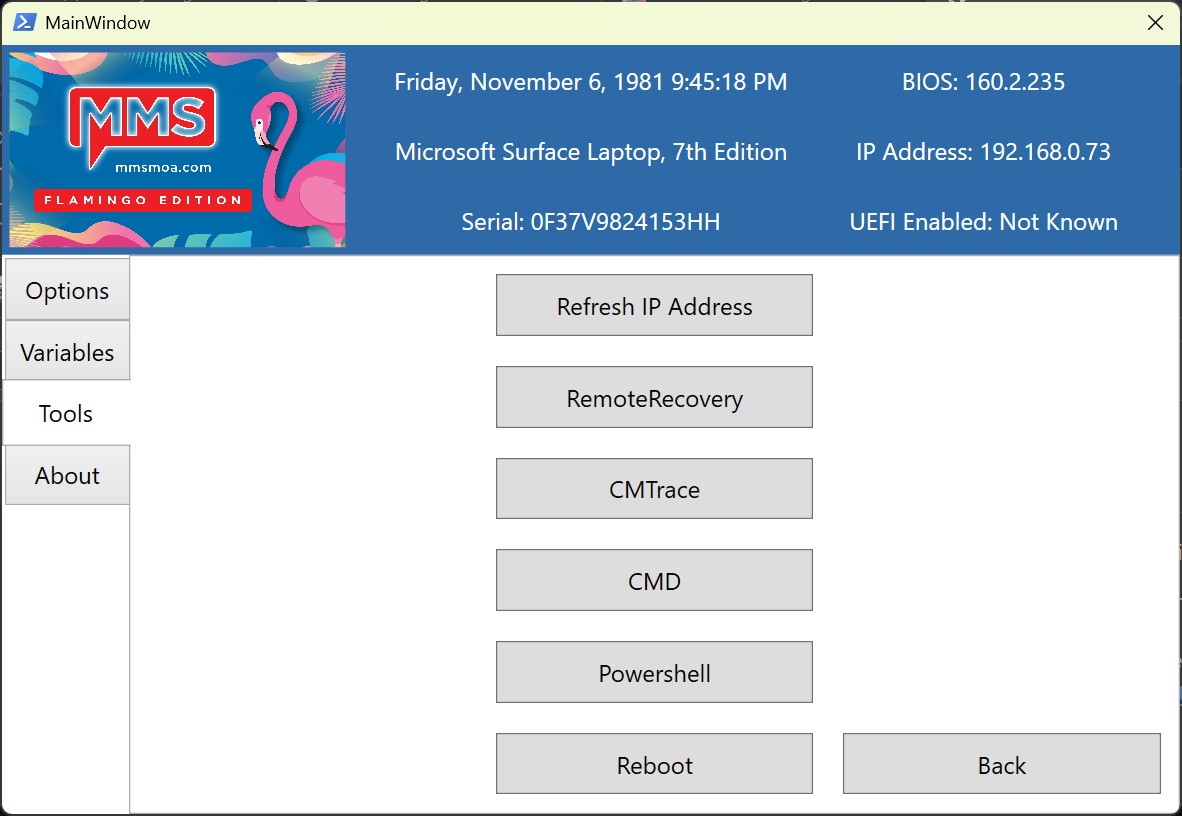 MainWindow
MMS
mmsmoa.com
FLAMINGO EDITION
Friday, November 6, 1981 9:45:18 PM
BIOS: 160.2.235
Microsoft Surface Laptop, 7th Edition
IP Address: 192.168.0.73
Serial: 0F37V9824153HH
UEFI Enabled: Not Known
Options
Variables
Tools
About
Refresh IP Address
RemoteRecovery
CMTrace
CMD
Powershell
Reboot
Back